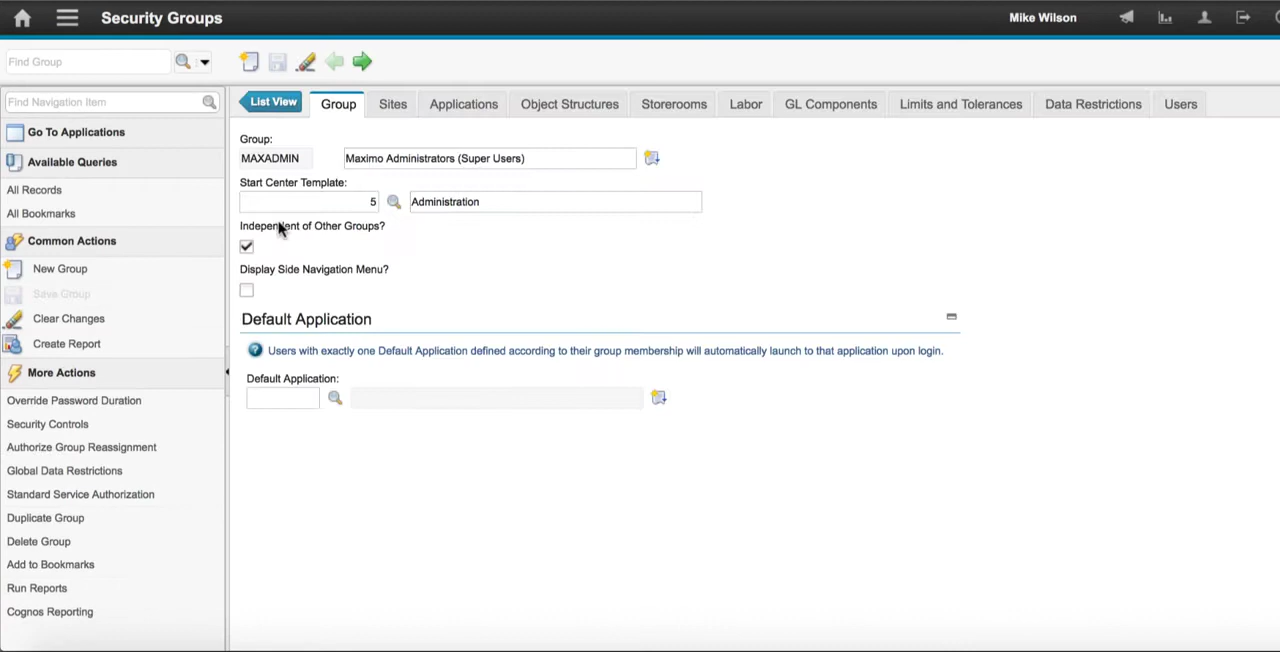 Security Groups
Mike Wilson
Find Group
Find Navigation Item
Go To Applications
Available Queries
All Records
All Bookmarks
Common Actions
New Group
Save Group
Clear Changes
Create Report
More Actions
Override Password Duration
Security Controls
Authorize Group Reassignment
Global Data Restrictions
Standard Service Authorization
Duplicate Group
Delete Group
Add to Bookmarks
Run Reports
Cognos Reporting
List View Group Sites Applications Object Structures Storerooms Labor GL Components Limits and Tolerances Data Restrictions Users
Group:
MAXADMIN Maximo Administrators (Super Users)
Start Center Template:
5 Administration
Independent of Other Groups?
Display Side Navigation Menu?
Default Application
Users with exactly one Default Application defined according to their group membership will automatically launch to that application upon login.
Default Application: